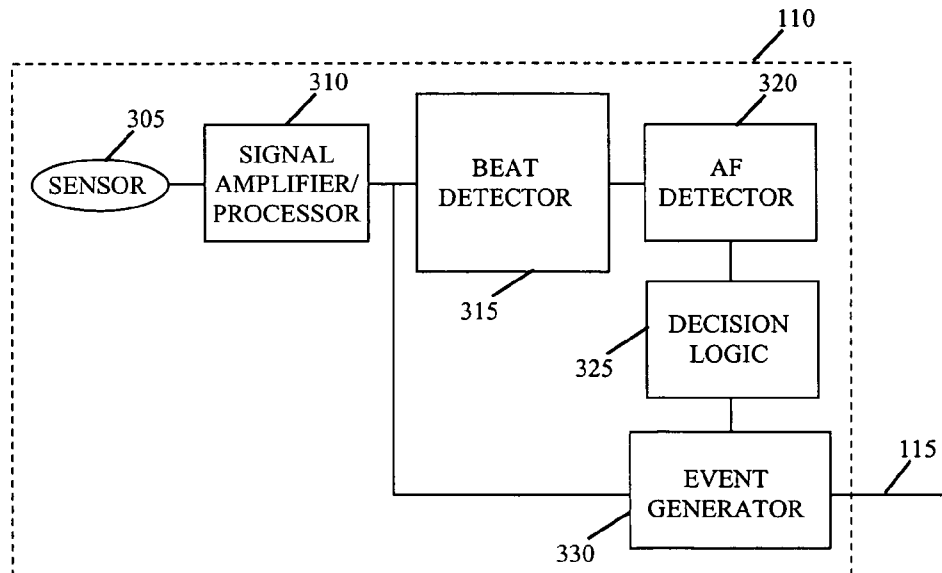 110
310
320
305
SIGNAL
AMPLIFIER/
PROCESSOR
BEAT
DETECTOR
AF
DETECTOR
SENSOR
315
DECISION
LOGIC
325
115
EVENT
GENERATOR
330